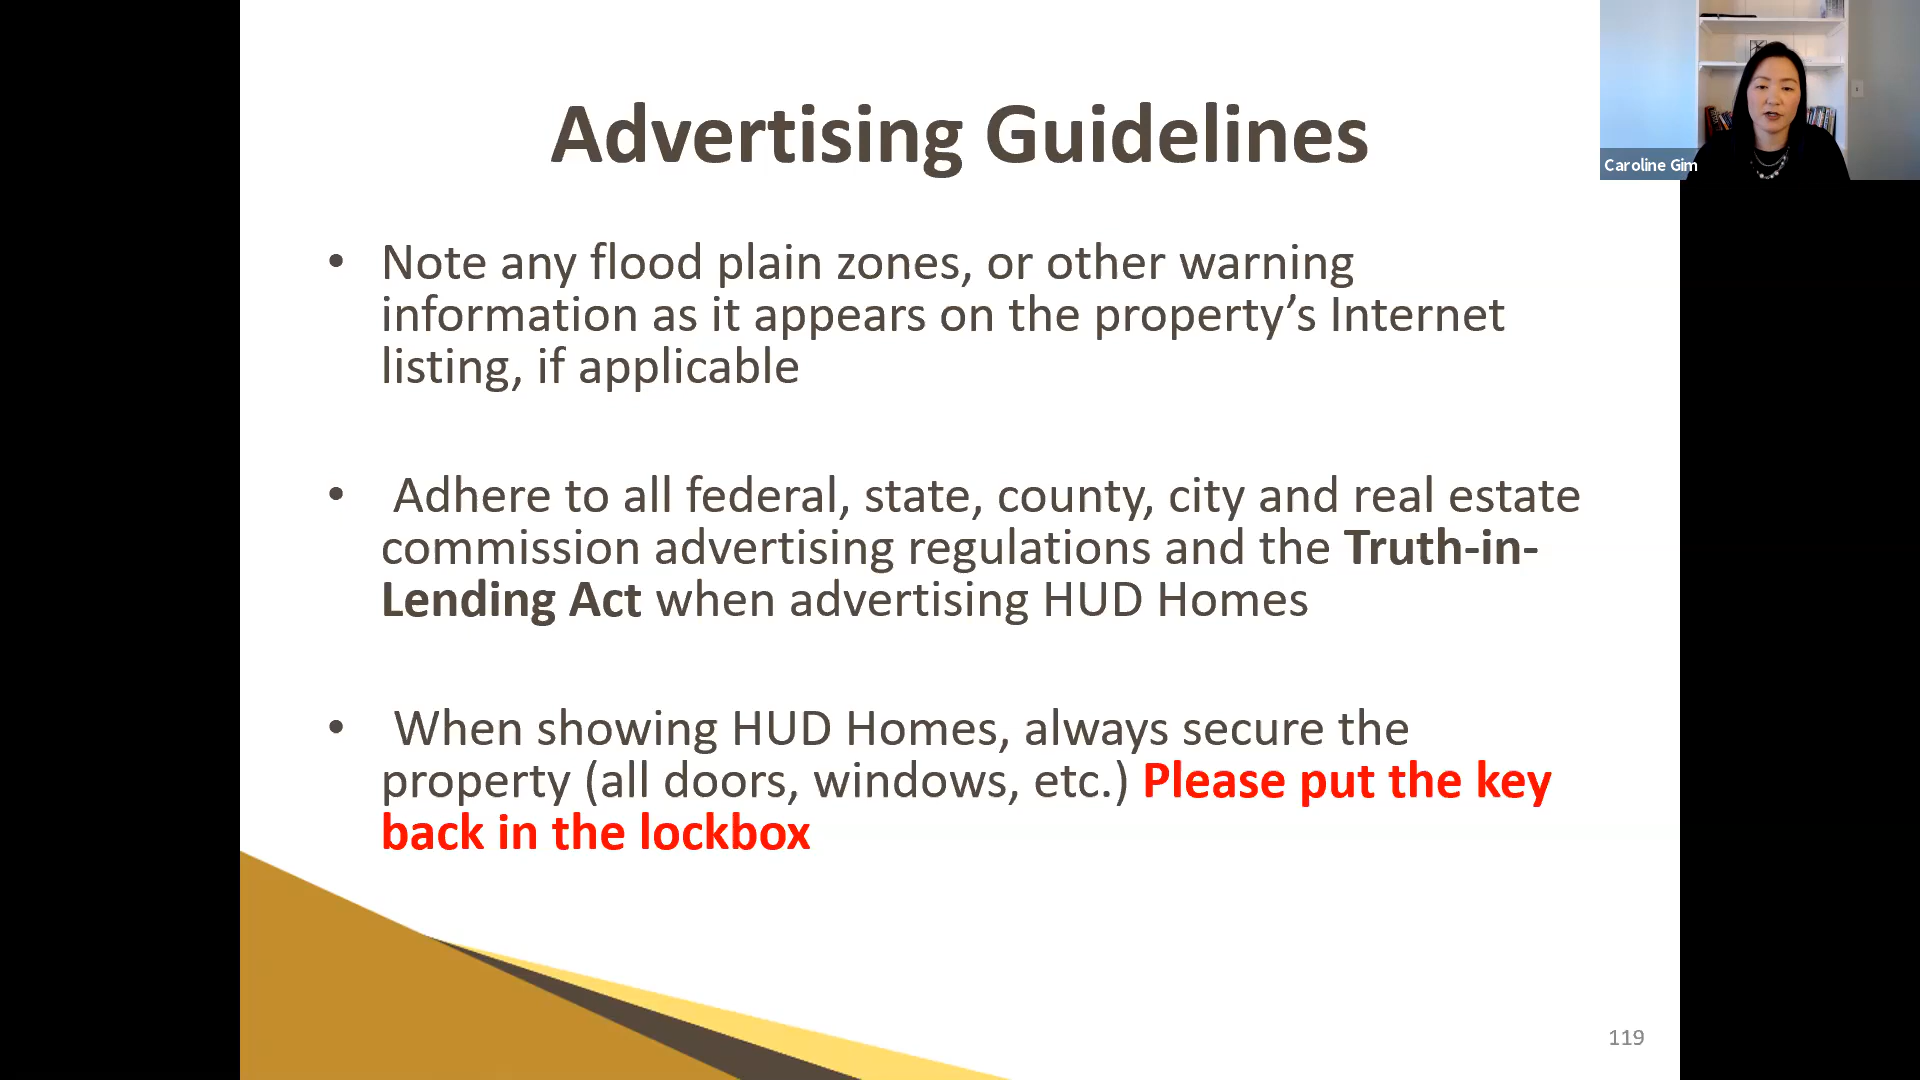 Advertising Guidelines
Caroline Gim
• Note any flood plain zones, or other warning
information as it appears on the property’s Internet
listing, if applicable
• Adhere to all federal, state, county, city and real estate
commission advertising regulations and the Truth-in-
Lending Act when advertising HUD Homes
• When showing HUD Homes, always secure the
property (all doors, windows, etc.) Please put the key
back in the lockbox
119